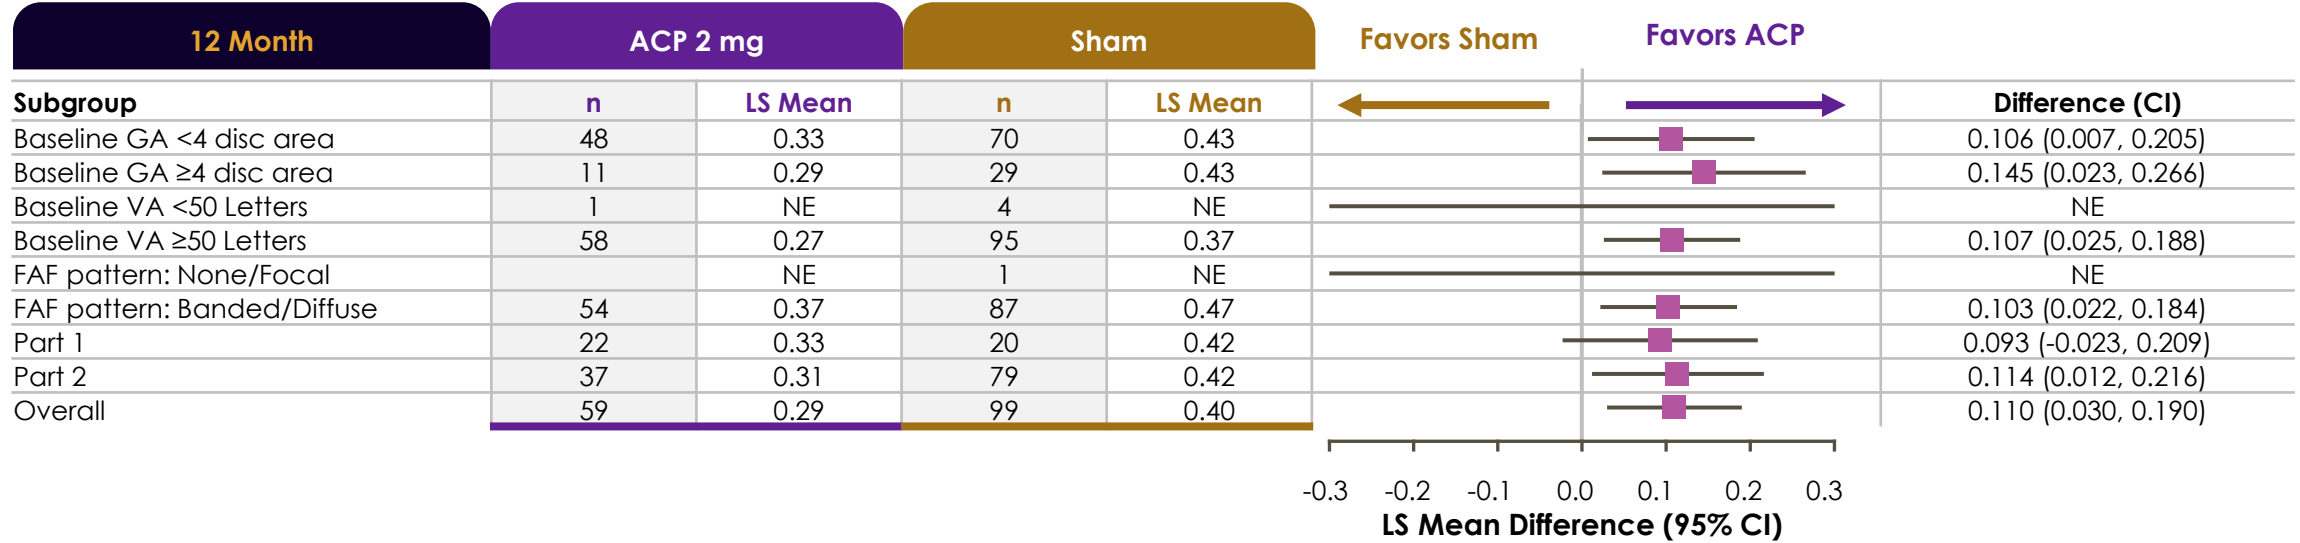 12 Month ACP 2 mg Sham Favors Sham Favors ACP
Subgroup n LS Mean n LS Mean Difference (CI)
Baseline GA <4 disc area 48 0.33 70 0.43 0.106 (0.007, 0.205)
Baseline GA ≥4 disc area 11 0.29 29 0.43 0.145 (0.023, 0.266)
Baseline VA <50 Letters 1 NE 4 NE NE
Baseline VA ≥50 Letters 58 0.27 95 0.37 0.107 (0.025, 0.188)
FAF pattern: None/Focal NE 1 NE NE
FAF pattern: Banded/Diffuse 54 0.37 87 0.47 0.103 (0.022, 0.184)
Part 1 22 0.33 20 0.42 0.093 (-0.023, 0.209)
Part 2 37 0.31 79 0.42 0.114 (0.012, 0.216)
Overall 59 0.29 99 0.40 0.110 (0.030, 0.190)
-0.3 -0.2 -0.1 0.0 0.1 0.2 0.3
LS Mean Difference (95% CI)